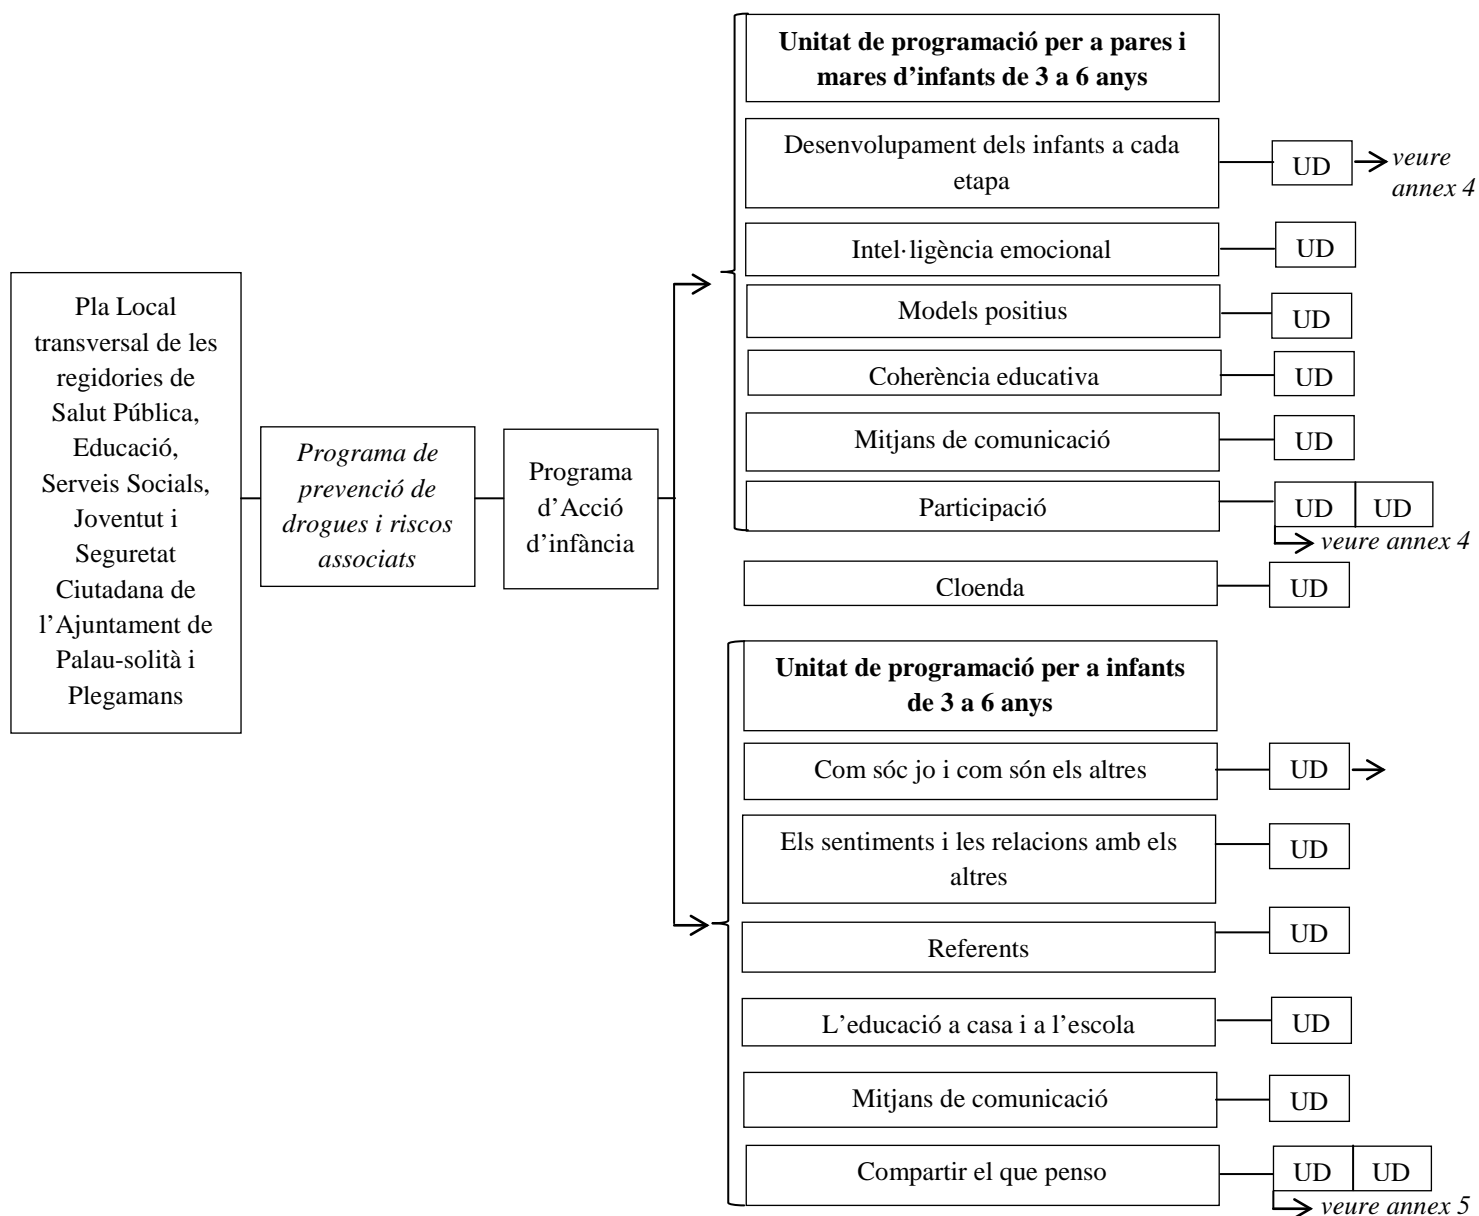 Pla Local
transversal de les
regidories de
Salut Pública,
Educació,
Serveis Socials,
Joventut i
Seguretat
Ciutadana de
l’Ajuntament de
Palau-solità i
Plegamans
Programa de
prevenció de
drogues i riscos
associats
Programa
d’Acció
d’infància
Unitat de programació per a pares i
mares d’infants de 3 a 6 anys
Desenvolupament dels infants a cada
etapa
UD
veure
annex 4
Intel·ligència emocional
UD
Models positius
UD
Coherència educativa
UD
Mitjans de comunicació
UD
Participació
UD
UD
veure annex 4
Cloenda
UD
Unitat de programació per a infants
de 3 a 6 anys
Com sóc jo i com són els altres
UD
Els sentiments i les relacions amb els
altres
UD
Referents
UD
L’educació a casa i a l’escola
UD
Mitjans de comunicació
UD
Compartir el que penso
UD
UD
veure annex 5